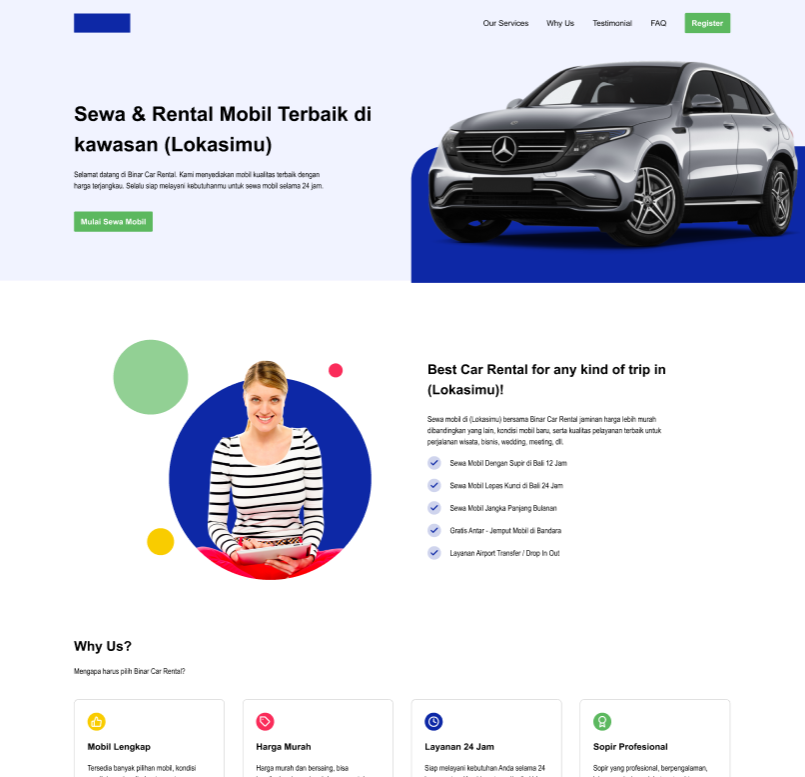 Our Services Why Us Testimonial FAQ Register
Sewa & Rental Mobil Terbaik di
kawasan (Lokasimu)
Selamat datang di Binar Car Rental. Kami menyediakan mobil kualitas terbaik dengan
harga terjangkau. Selalu siap melayani kebutuhanmu untuk sewa mobil selama 24 jam.
Mulai Sewa Mobil
Best Car Rental for any kind of trip in
(Lokasimu)!
Sewa mobil di (Lokasimu) bersama Binar Car Rental jaminan harga lebih murah
dibandingkan yang lain, kondisi mobil baru, serta kualitas pelayanan terbaik untuk
perjalanan wisata, bisnis, wedding, meeting, dll.
Sewa Mobil Dengan Supir di Bali 12 Jam
Sewa Mobil Lepas Kunci di Bali 24 Jam
Sewa Mobil Jangka Panjang Bulanan
Gratis Antar - Jemput Mobil di Bandara
Layanan Airport Transfer / Drop In Out
Why Us?
Mengapa harus pilih Binar Car Rental?
Mobil Lengkap
Tersedia banyak pilihan mobil, kondisi
Harga Murah
Harga murah dan bersaing, bisa
Layanan 24 Jam
Siap melayani kebutuhan Anda selama 24
Sopir Profesional
Sopir yang profesional, berpengalaman,